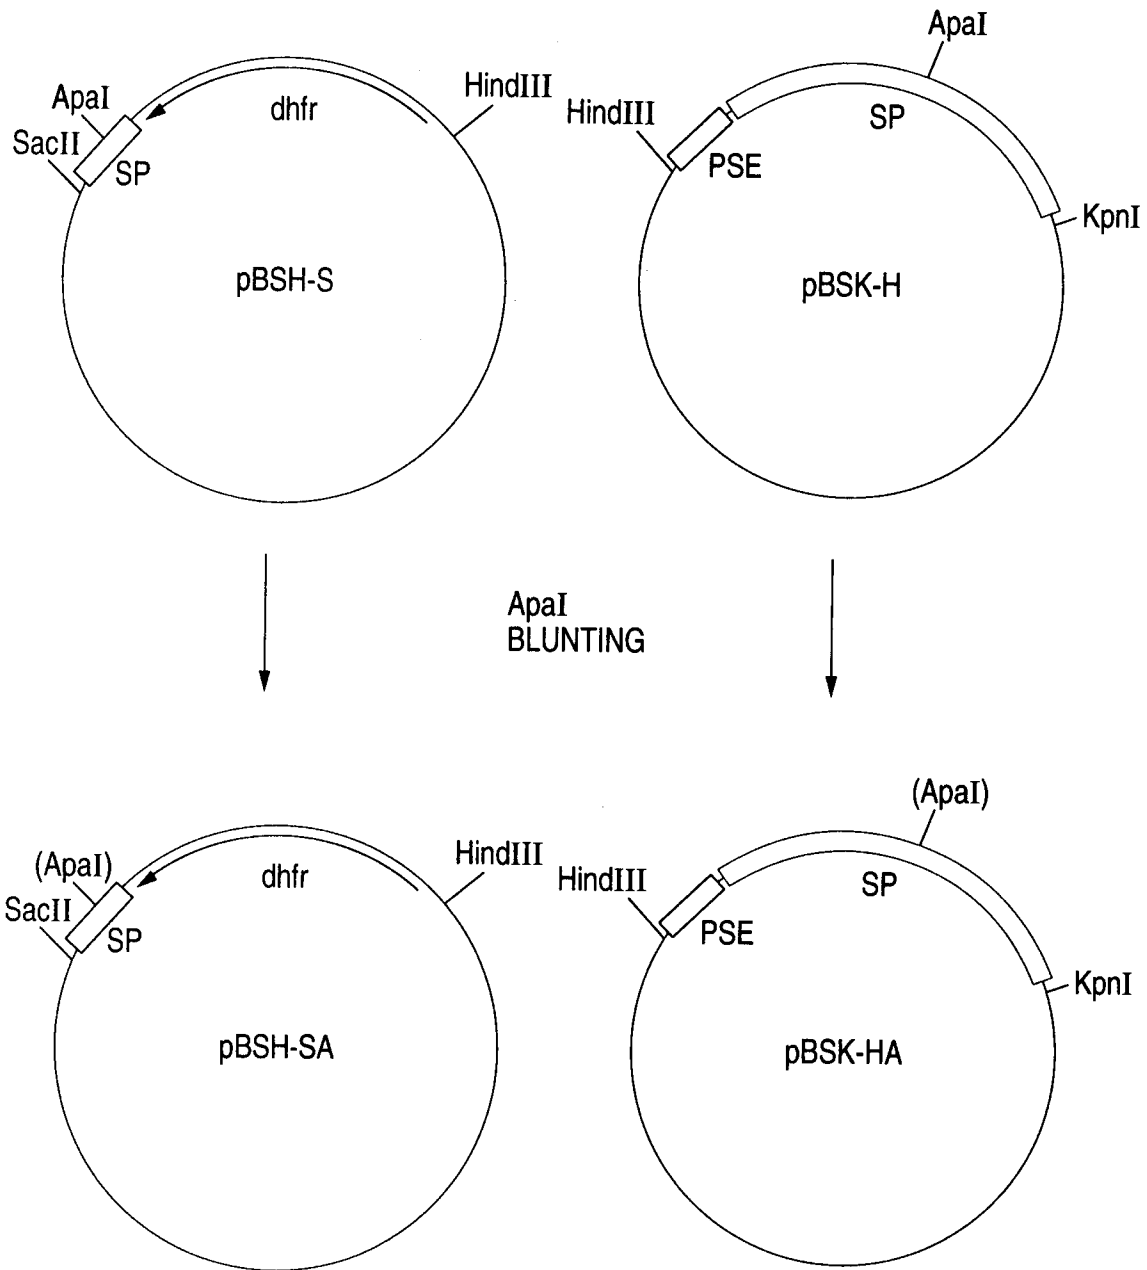 ApaI
SacII
SP
dhfr
HindIII
pBSH-S
ApaI
HindIII
PSE
SP
KpnI
pBSK-H
ApaI
BLUNTING
(ApaI)
SacII
SP
dhfr
HindIII
pBSH-SA
(ApaI)
HindIII
PSE
SP
KpnI
pBSK-HA